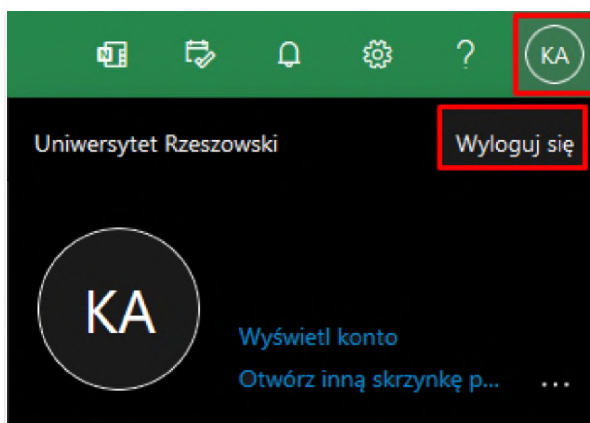 KA
Uniwersytet Rzeszowski
Wyloguj się
KA
Wyświetl konto
Otwórz inną skrzynkę p...